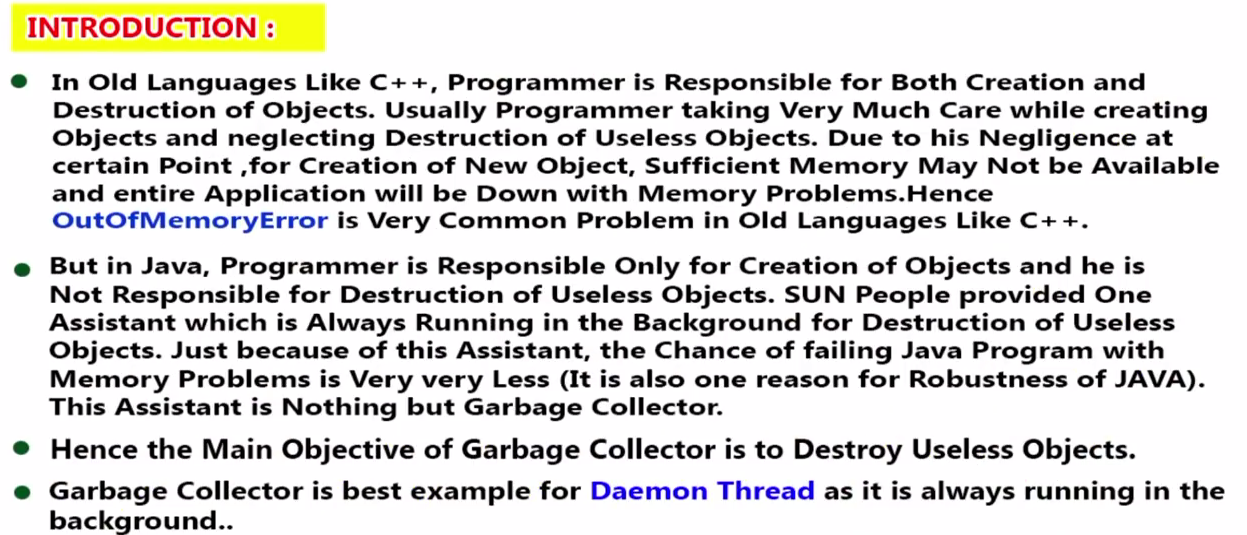 INTRODUCTION :
In Old Languages Like C++, Programmer is Responsible for Both Creation and
Destruction of Objects. Usually Programmer taking Very Much Care while creating
Objects and neglecting Destruction of Useless Objects. Due to his Negligence at
certain Point ,for Creation of New Object, Sufficient Memory May Not be Available
and entire Application will be Down with Memory Problems.Hence
OutOfMemoryError is Very Common Problem in Old Languages Like C++.
But in Java, Programmer is Responsible Only for Creation of Objects and he is
Not Responsible for Destruction of Useless Objects. SUN People provided One
Assistant which is Always Running in the Background for Destruction of Useless
Objects. Just because of this Assistant, the Chance of failing Java Program with
Memory Problems is Very very Less (It is also one reason for Robustness of JAVA).
This Assistant is Nothing but Garbage Collector.
Hence the Main Objective of Garbage Collector is to Destroy Useless Objects.
Garbage Collector is best example for Daemon Thread as it is always running in the
background..